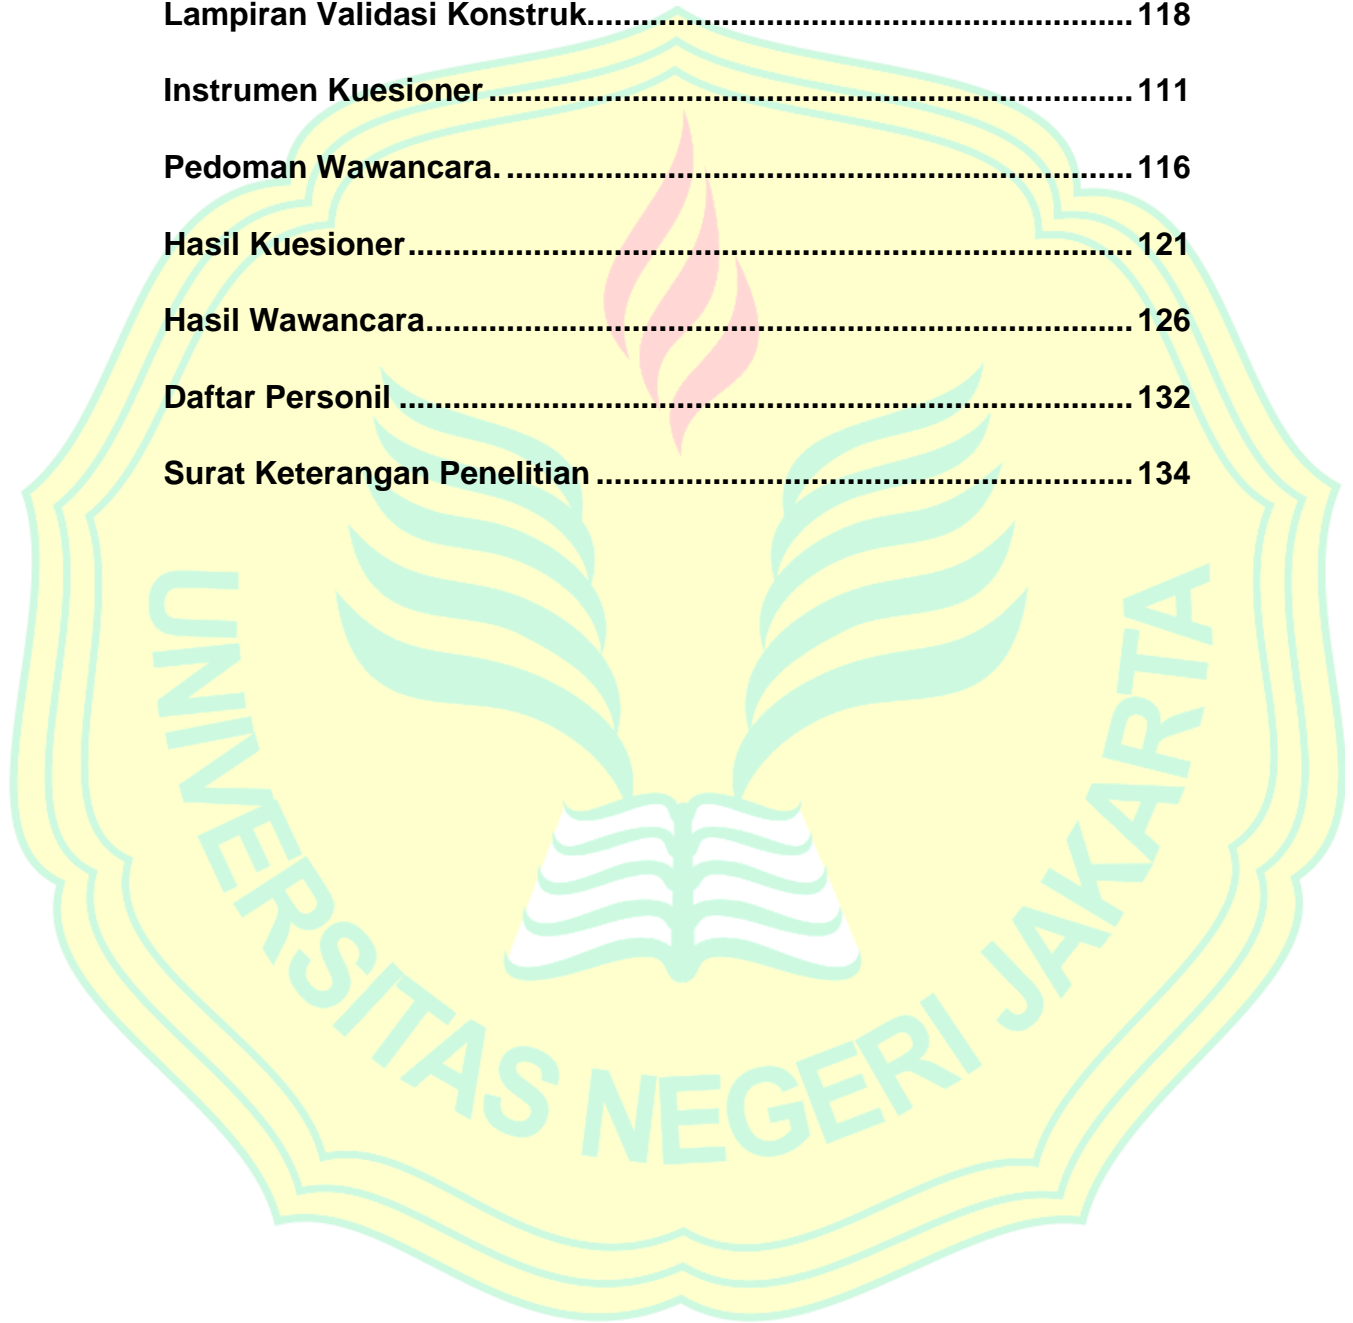 Lampiran Validasi Konstruk............................................................. 118
Instrumen Kuesioner ........................................................................ 111
Pedoman Wawancara. ...................................................................... 116
Hasil Kuesioner................................................................................. 121
Hasil Wawancara............................................................................... 126
Daftar Personil .................................................................................. 132
Surat Keterangan Penelitian ............................................................ 134
UNIVERSITAS NEGERI JAKARTA